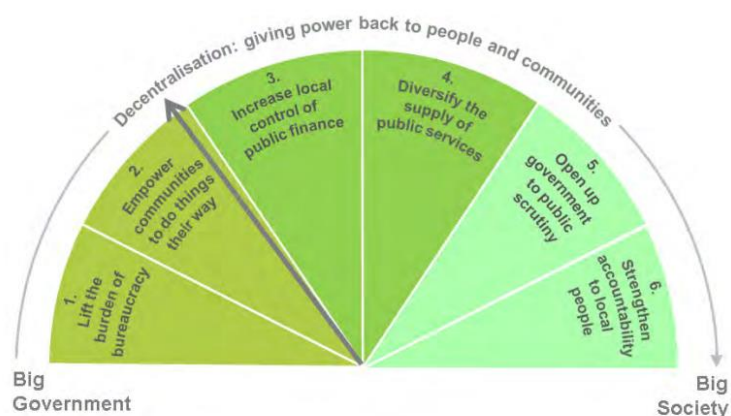 Decentralisation: giving power back to people and communities
1.
Lift the
burden of
bureaucracy
2.
Empower
communities
to do things
their way
3.
Increase local
control of
public finance
4.
Diversify the
supply of
public services
5.
Open up
government
to public
scrutiny
6.
Strengthen
accountability
to local
people
Big
Government
Big
Society